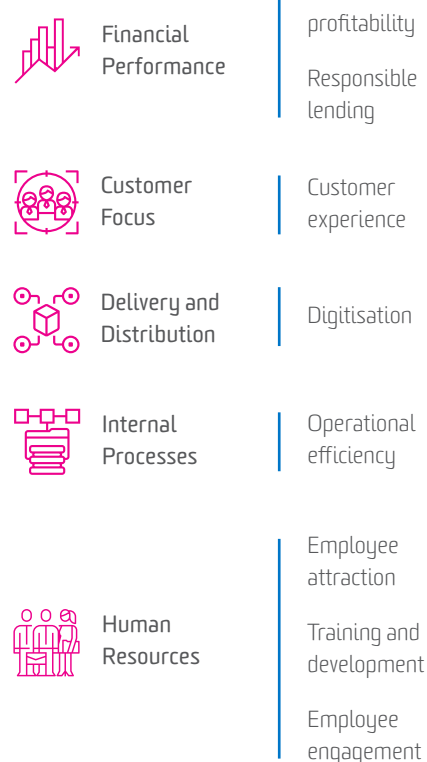 Financial
Performance
profitability
Responsible
lending
Customer
Focus
Customer
experience
Delivery and
Distribution
Digitisation
Internal
Processes
Operational
efficiency
Human
Resources
Employee
attraction
Training and
development
Employee
engagement